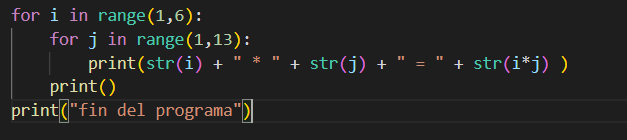 for i in range(1,6):
    for j in range(1,13):
        print(str(i) + " * " + str(j) + " = " + str(i*j) )
    print()
print("fin del programa")